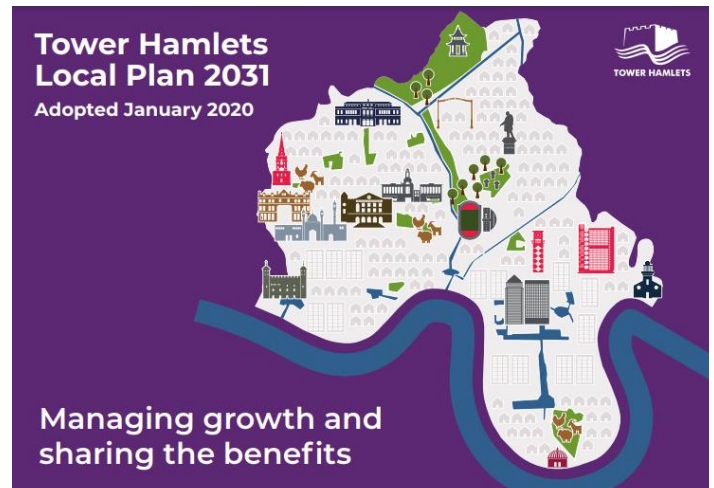 Tower Hamlets
Local Plan 2031
Adopted January 2020
TOWER HAMLETS
Managing growth and
sharing the benefits